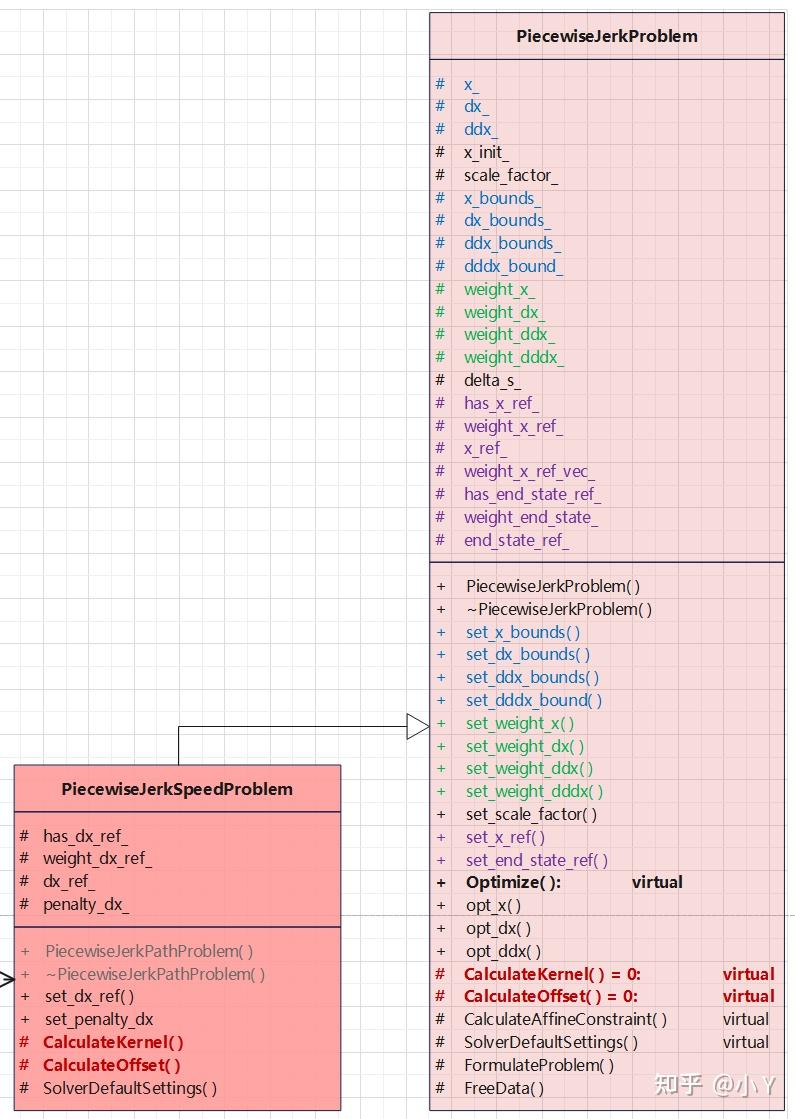 PiecewiseJerkProblem
# x_
# dx_
# ddx_
# x_init_
# scale_factor_
# x_bounds_
# dx_bounds_
# ddx_bounds_
# dddx_bound_
# weight_x_
# weight_dx_
# weight_ddx_
# weight_dddx_
# delta_s_
# has_x_ref_
# weight_x_ref_
# x_ref_
# weight_x_ref_vec_
# has_end_state_ref_
# weight_end_state_
# end_state_ref_
+ PiecewiseJerkProblem( )
+ ~PiecewiseJerkProblem( )
+ set_x_bounds( )
+ set_dx_bounds( )
+ set_ddx_bounds( )
+ set_dddx_bound( )
+ set_weight_x( )
+ set_weight_dx( )
+ set_weight_ddx( )
+ set_weight_dddx( )
+ set_scale_factor( )
+ set_x_ref( )
+ set_end_state_ref( )
+ Optimize( ): virtual
+ opt_x( )
+ opt_dx( )
+ opt_ddx( )
# CalculateKernel( ) = 0: virtual
# CalculateOffset( ) = 0: virtual
# CalculateAffineConstraint( ) virtual
# SolverDefaultSettings( ) virtual
# FormulateProblem( )
# FreeData( )
PiecewiseJerkSpeedProblem
# has_dx_ref_
# weight_dx_ref_
# dx_ref_
# penalty_dx_
+ PiecewiseJerkPathProblem( )
+ ~PiecewiseJerkPathProblem( )
+ set_dx_ref( )
+ set_penalty_dx
# CalculateKernel( )
# CalculateOffset( )
# SolverDefaultSettings( )
知乎 @小Y